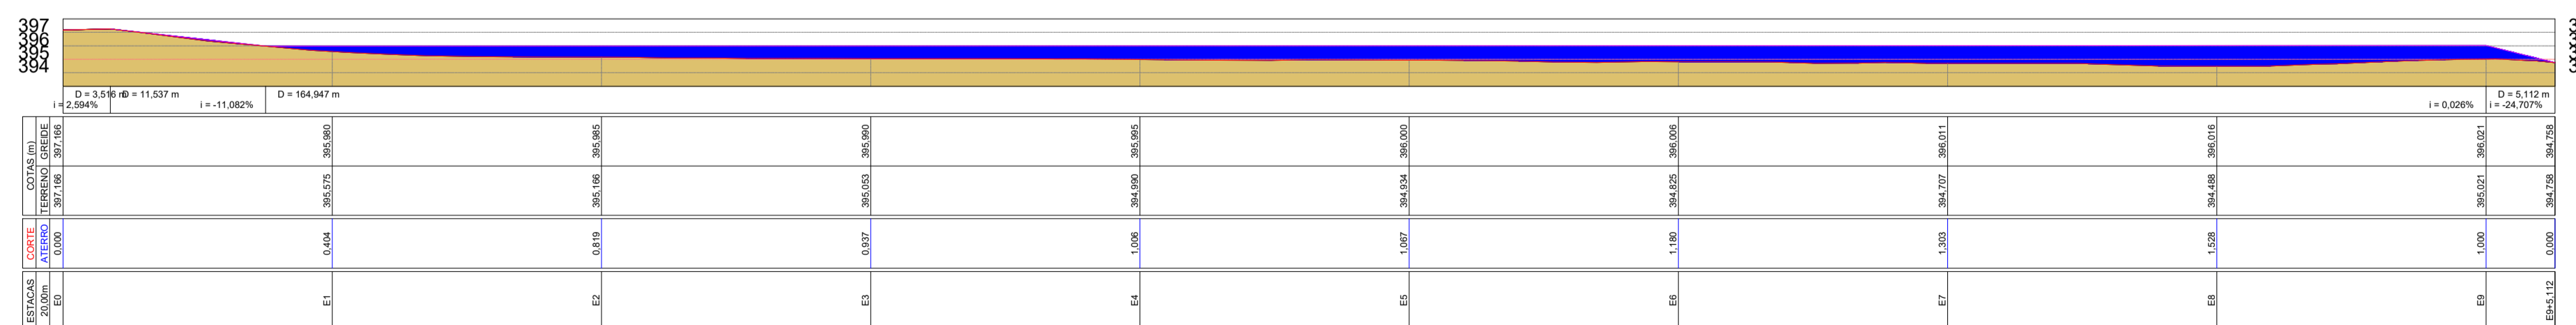 397
396
395
394
D = 3,516 m
D = 11,537 m
D = 164,947 m
D = 5,112 m
i = 2,594%
i = -11,082%
i = 0,026%
i = -24,707%
COTAS (m)
GREIDE
397,166
395,980
395,985
395,990
395,995
396,000
396,006
396,011
396,016
396,021
394,758
TERRENO
397,166
395,575
395,166
395,053
394,990
394,934
394,825
394,707
394,488
395,021
394,758
CORTE
ATERRO
0,000
0,404
0,819
0,937
1,006
1,067
1,180
1,303
1,528
1,000
0,000
ESTACAS
20,00m
E0
E1
E2
E3
E4
E5
E6
E7
E8
E9
E9+5,112